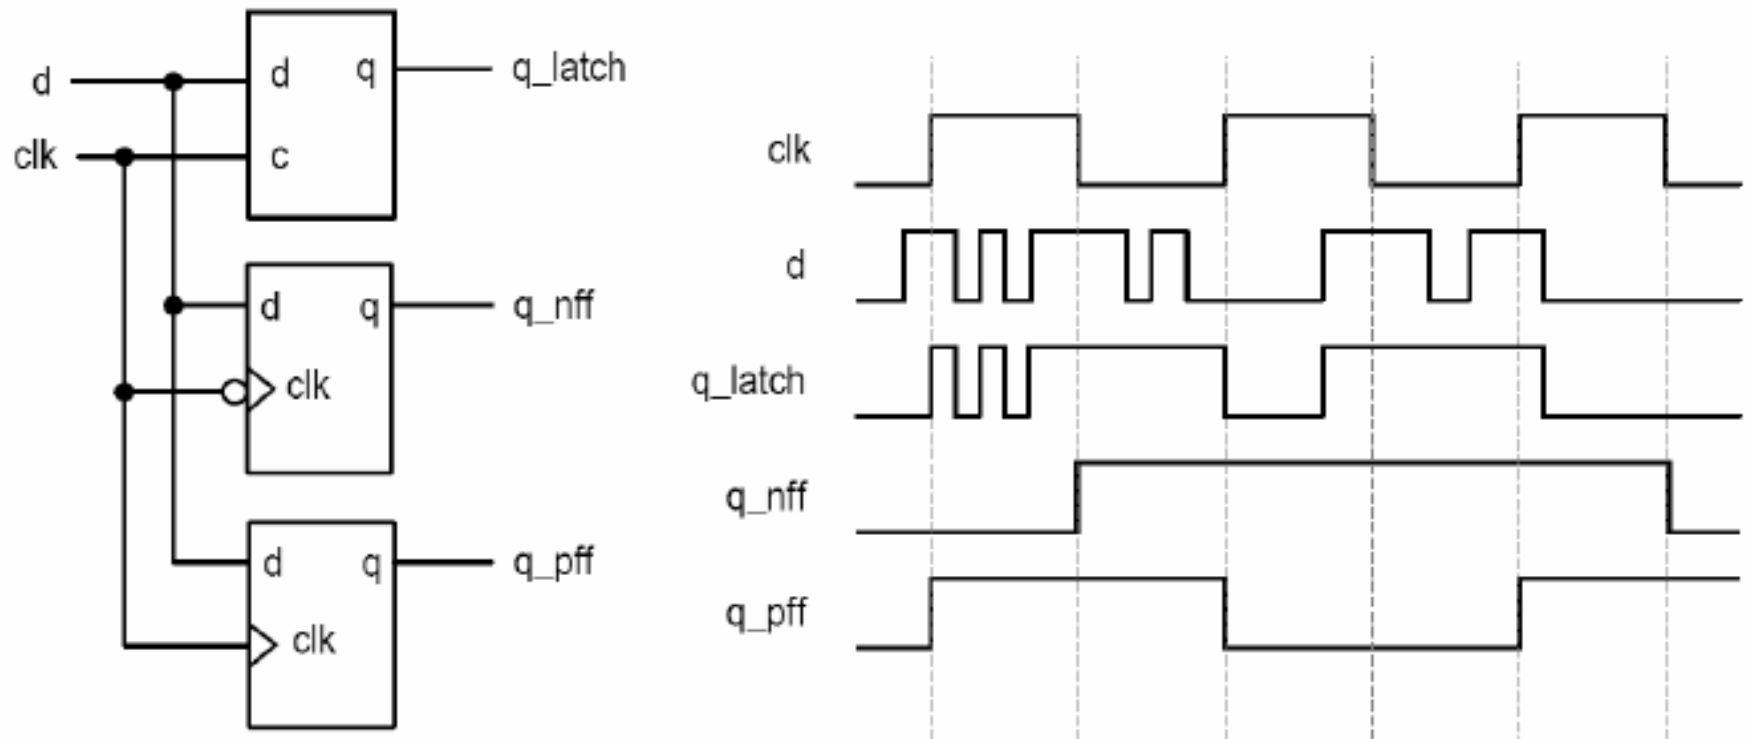 d
clk
d
q
c
q_latch
d
q
clk
q_nff
d
q
clk
q_pff
clk
d
q_latch
q_nff
q_pff